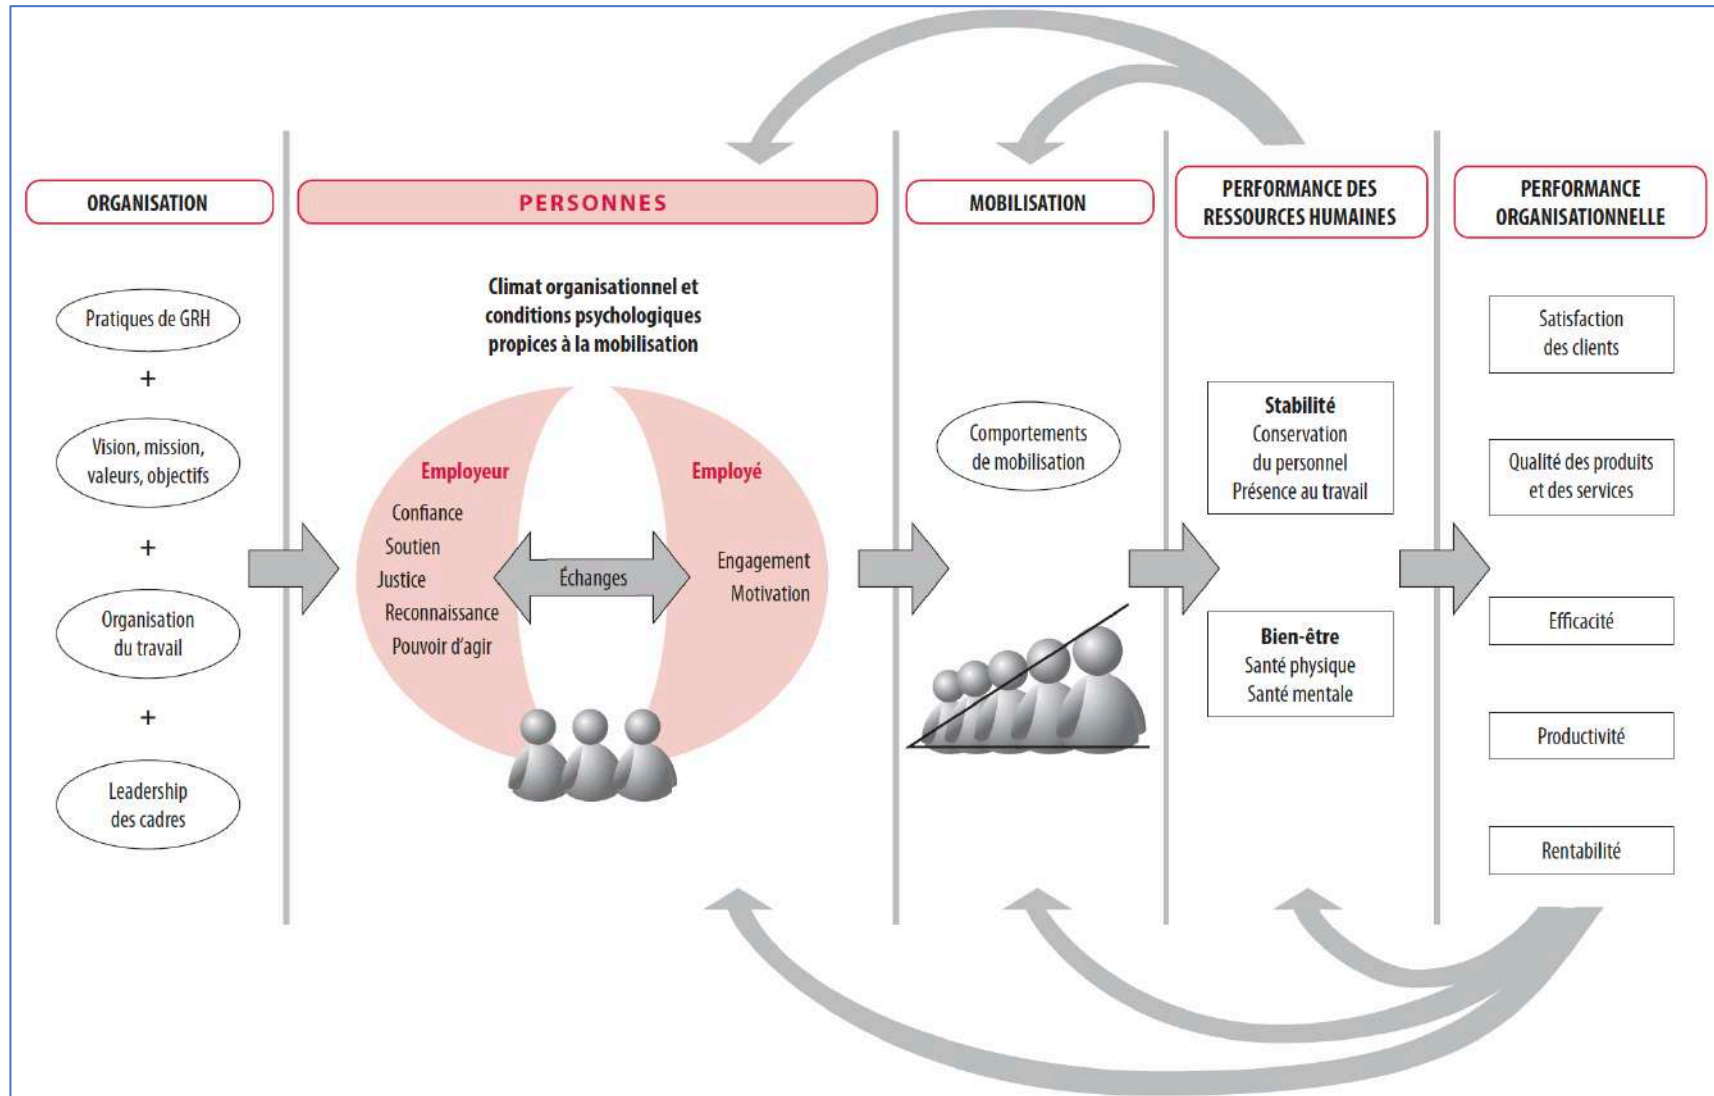 ORGANISATION
Pratiques de GRH
+
Vision, mission,
valeurs, objectifs
+
Organisation
du travail
+
Leadership
des cadres
PERSONNES
Climat organisationnel et
conditions psychologiques
propices à la mobilisation
Employeur
Confiance
Soutien
Justice
Reconnaissance
Pouvoir d'agir
Échanges
Employé
Engagement
Motivation
MOBILISATION
Comportements
de mobilisation
PERFORMANCE DES
RESSOURCES HUMAINES
Stabilité
Conservation
du personnel
Présence au travail
Bien-être
Santé physique
Santé mentale
PERFORMANCE
ORGANISATIONNELLE
Satisfaction
des clients
Qualité des produits
et des services
Efficacité
Productivité
Rentabilité